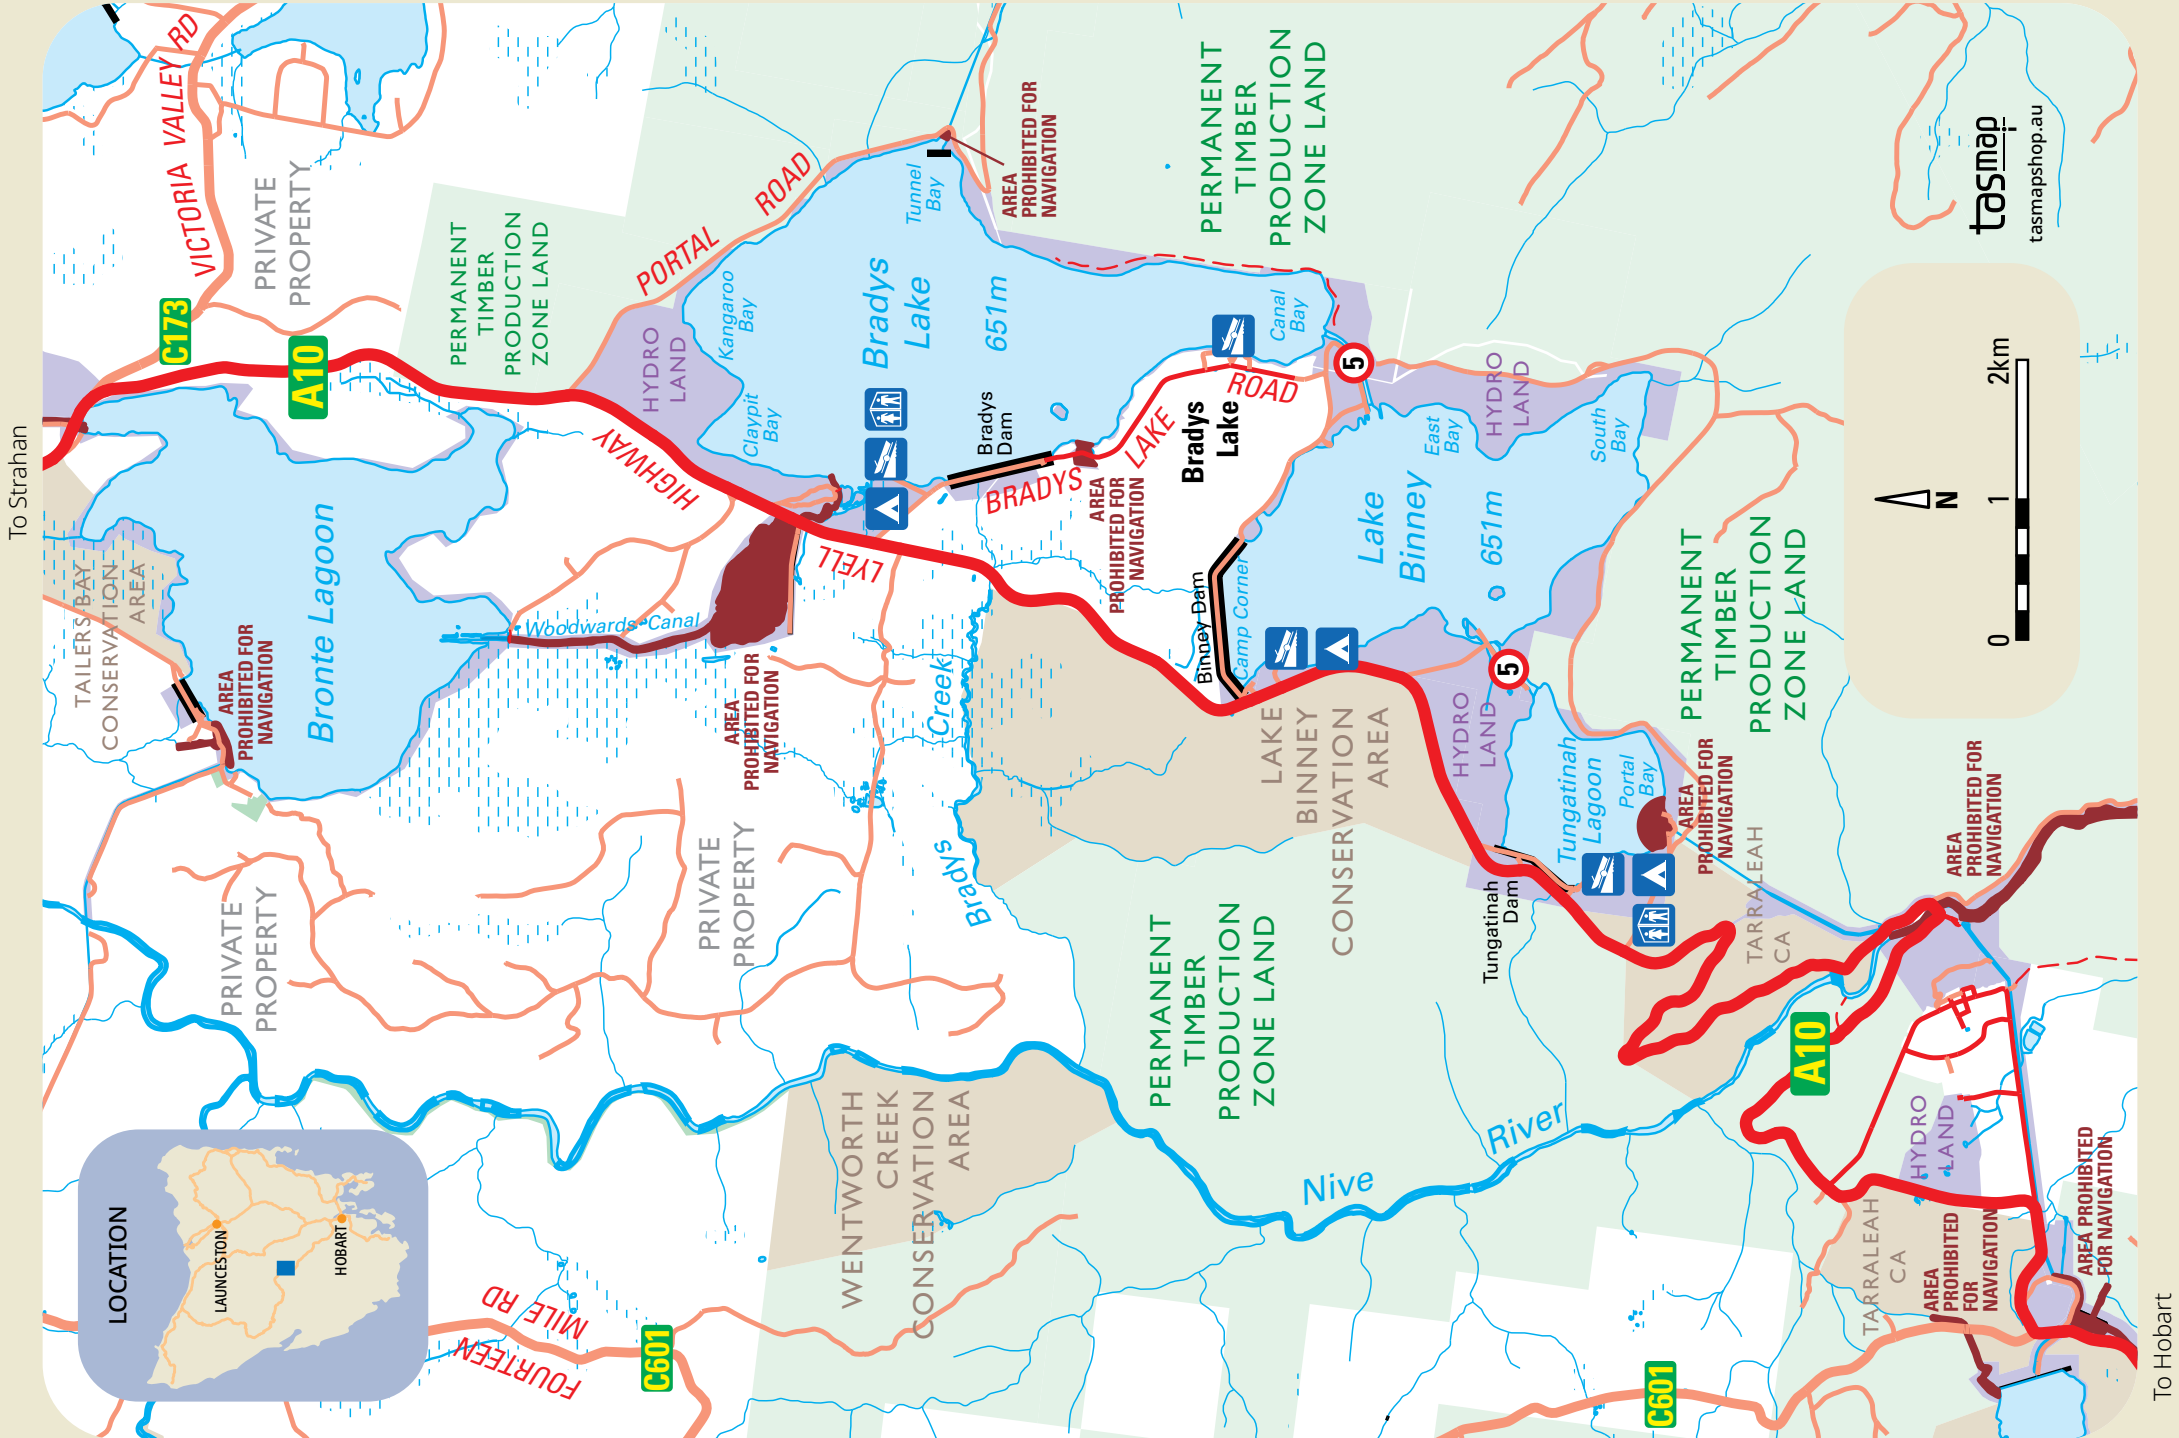 To Strahan
VICTORIA VALLEY RD
C173
A10
PRIVATE
PROPERTY
PERMANENT
TIMBER
PRODUCTION
ZONE LAND
PORTAL ROAD
HYDRO
LAND
Kangaroo
Bay
Claypit
Bay
Tunnel
Bay
AREA
PROHIBITED FOR
NAVIGATION
Bradys
Lake
651m
PERMANENT
TIMBER
PRODUCTION
ZONE LAND
Canal
Bay
Bradys
Dam
BRADYS LAKE ROAD
Bradys
Lake
AREA
PROHIBITED FOR
NAVIGATION
5
HYDRO
LAND
East
Bay
South
Bay
Lake
Binney
651m
Binney Dam
Camp Corner
5
PERMANENT
TIMBER
PRODUCTION
ZONE LAND
LYELL HIGHWAY
TAILERS BAY
CONSERVATION
AREA
Bronte Lagoon
AREA
PROHIBITED FOR
NAVIGATION
Woodwards Canal
AREA
PROHIBITED FOR
NAVIGATION
Bradys Creek
PRIVATE
PROPERTY
PRIVATE
PROPERTY
LAKE
BINNEY
CONSERVATION
AREA
HYDRO
LAND
Tungatinah
Lagoon
Portal
Bay
Tungatinah
Dam
AREA
PROHIBITED FOR
NAVIGATION
TARRALEAH
CA
AREA
PROHIBITED FOR
NAVIGATION
PERMANENT
TIMBER
PRODUCTION
ZONE LAND
WENTWORTH
CREEK
CONSERVATION
AREA
Nive River
A10
HYDRO
LAND
TARRALEAH
CA
AREA
PROHIBITED
FOR
NAVIGATION
AREA PROHIBITED
FOR NAVIGATION
FOURTEEN MILE RD
C601
C601
LOCATION
LAUNCESTON
HOBART
N
0 1 2km
tasmap
tasmapshop.au
To Hobart